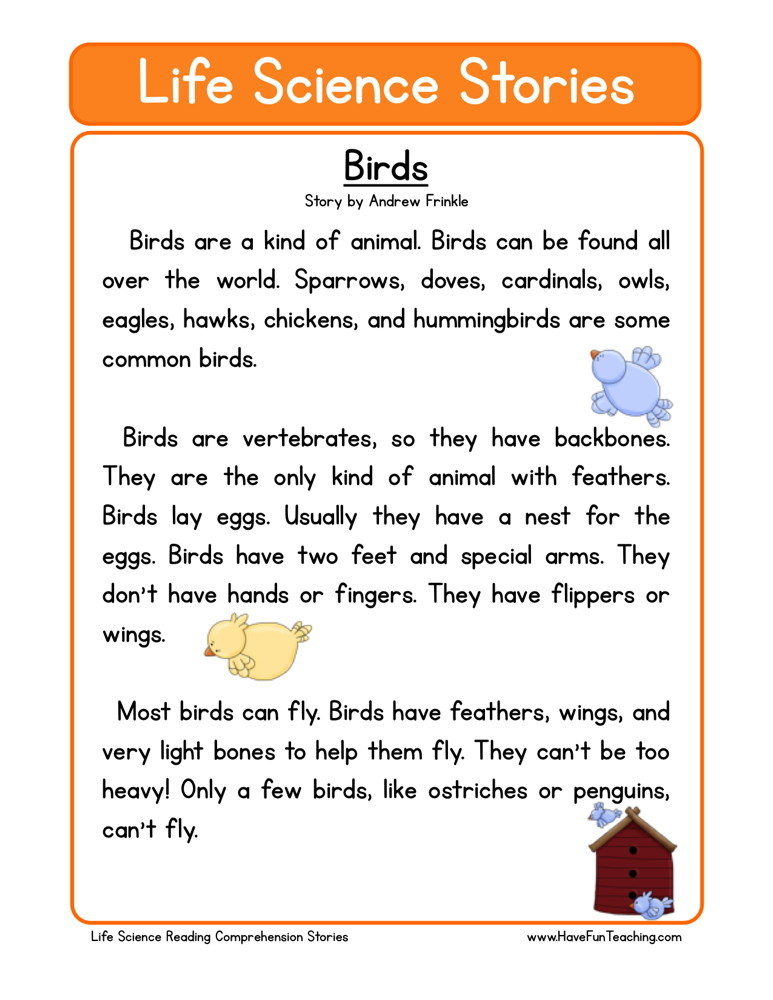 Life Science Stories
Birds
Story by Andrew Frinkle
Birds are a kind of animal. Birds can be found all
over the world. Sparrows, doves, cardinals, owls,
eagles, hawks, chickens, and hummingbirds are some
common birds.
Birds are vertebrates, so they have backbones.
They are the only kind of animal with feathers.
Birds lay eggs. Usually they have a nest for the
eggs. Birds have two feet and special arms. They
don't have hands or fingers. They have flippers or
wings.
Most birds can fly. Birds have feathers, wings, and
very light bones to help them fly. They can't be too
heavy! Only a few birds, like ostriches or penguins,
can't fly.
Life Science Reading Comprehension Stories
www.HaveFunTeaching.com